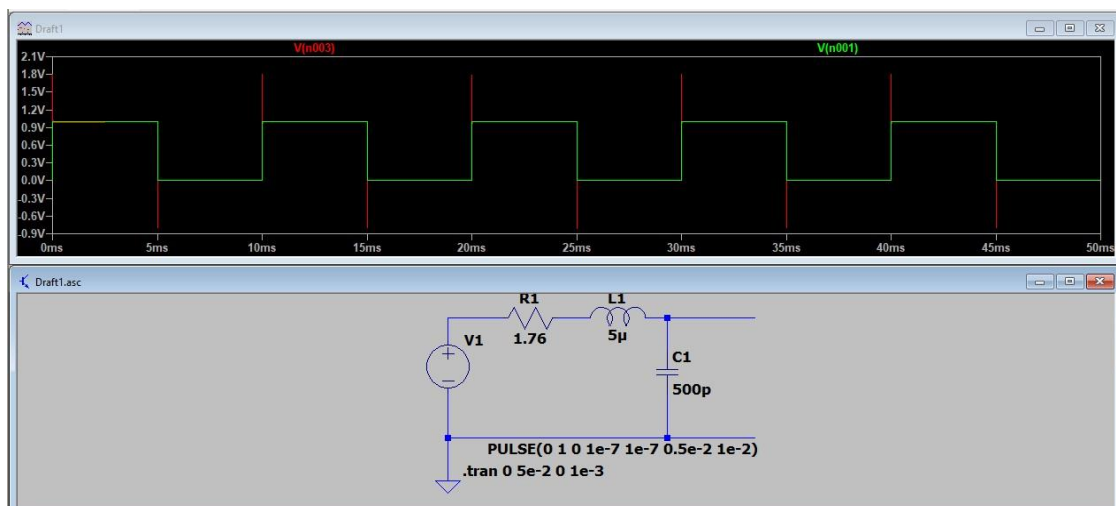 Draft1
V(n003) V(n001)
2.1V
1.8V
1.5V
1.2V
0.9V
0.6V
0.3V
0.0V
-0.3V
-0.6V
-0.9V
0ms 5ms 10ms 15ms 20ms 25ms 30ms 35ms 40ms 45ms 50ms
Draft1.asc
R1 L1
V1 1.76 5µ
C1
500p
PULSE(0 1 0 1e-7 1e-7 0.5e-2 1e-2)
.tran 0 5e-2 0 1e-3